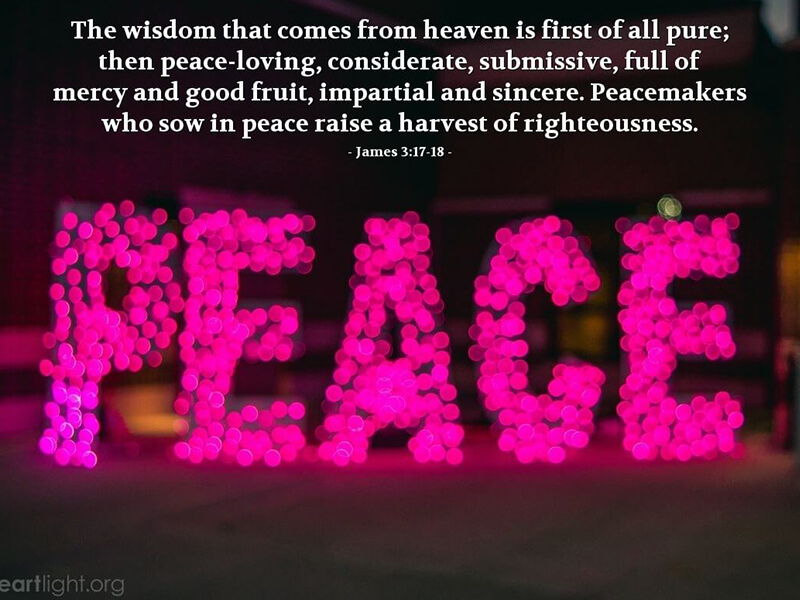 The wisdom that comes from heaven is first of all pure;
then peace-loving, considerate, submissive, full of
mercy and good fruit, impartial and sincere. Peacemakers
who sow in peace raise a harvest of righteousness.
- James 3:17-18 -
PEACE
eartlight.org